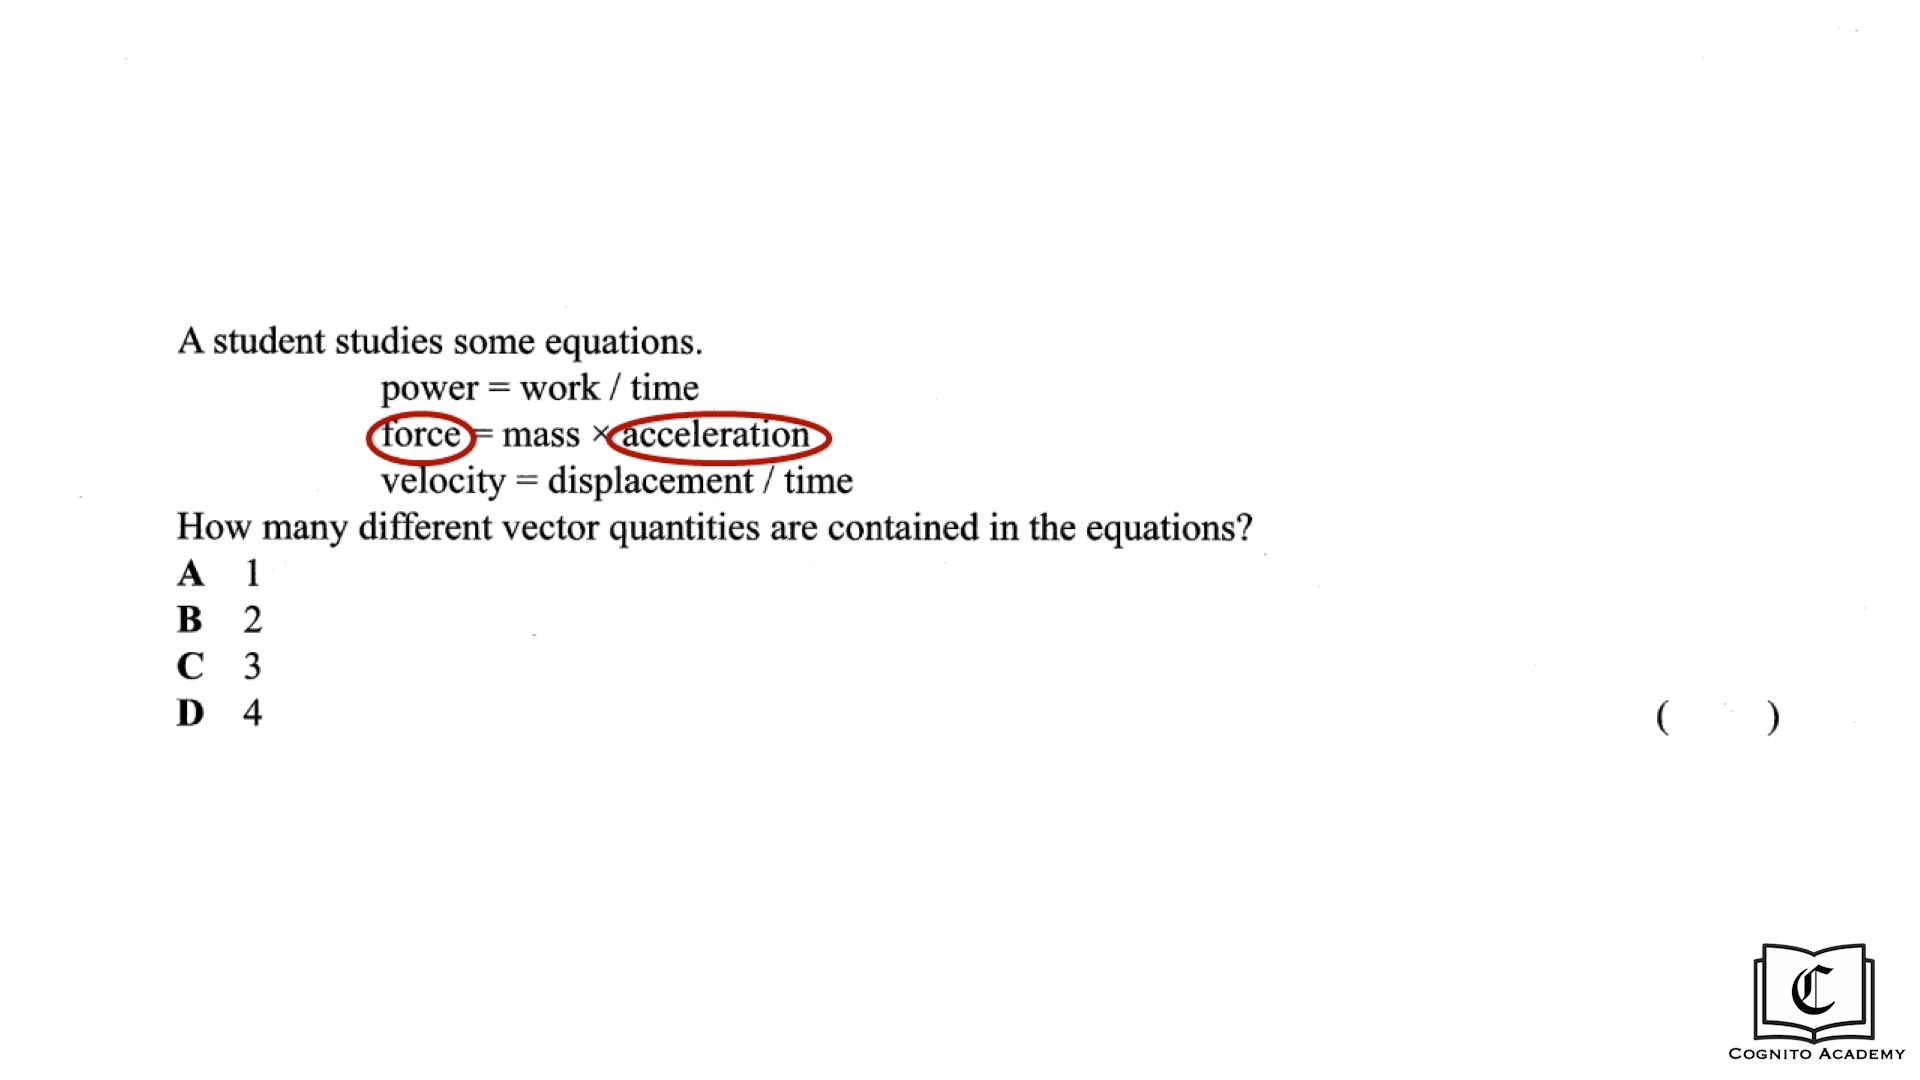 A student studies some equations.
power = work / time
force = mass × acceleration
velocity = displacement / time
How many different vector quantities are contained in the equations?
A 1
B 2
C 3
D 4
( )
C
COGNITO ACADEMY